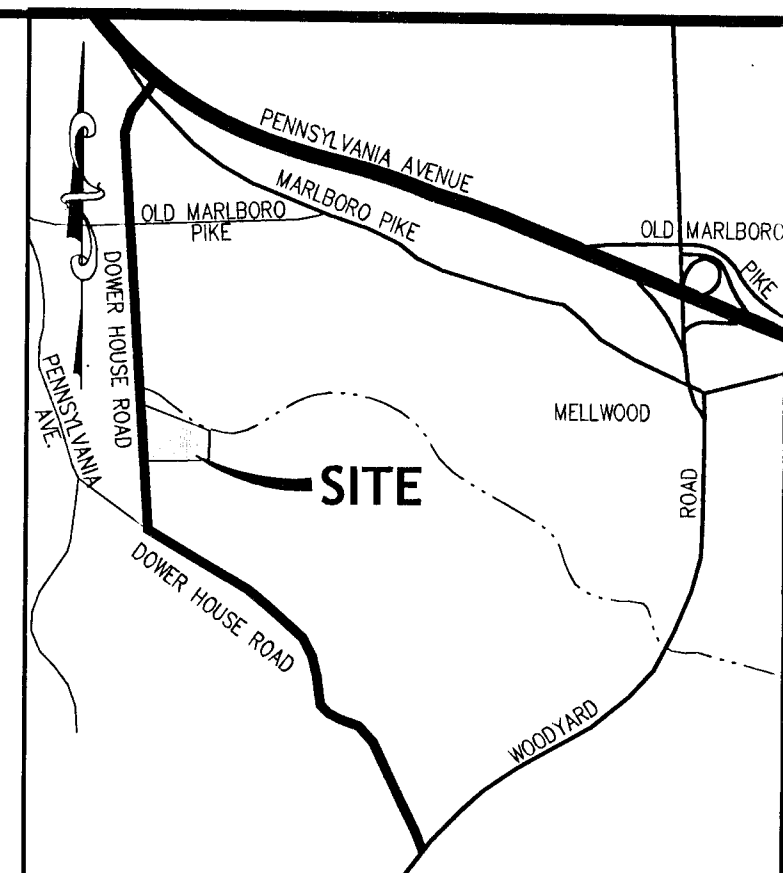 PENNSYLVANIA AVENUE
MARLBORO PIKE
OLD MARLBORO
PIKE
OLD MARLBORO
PIKE
DOWER HOUSE ROAD
PENNSYLVANIA
AVE.
MELLWOOD
SITE
ROAD
DOWER HOUSE ROAD
WOODYARD